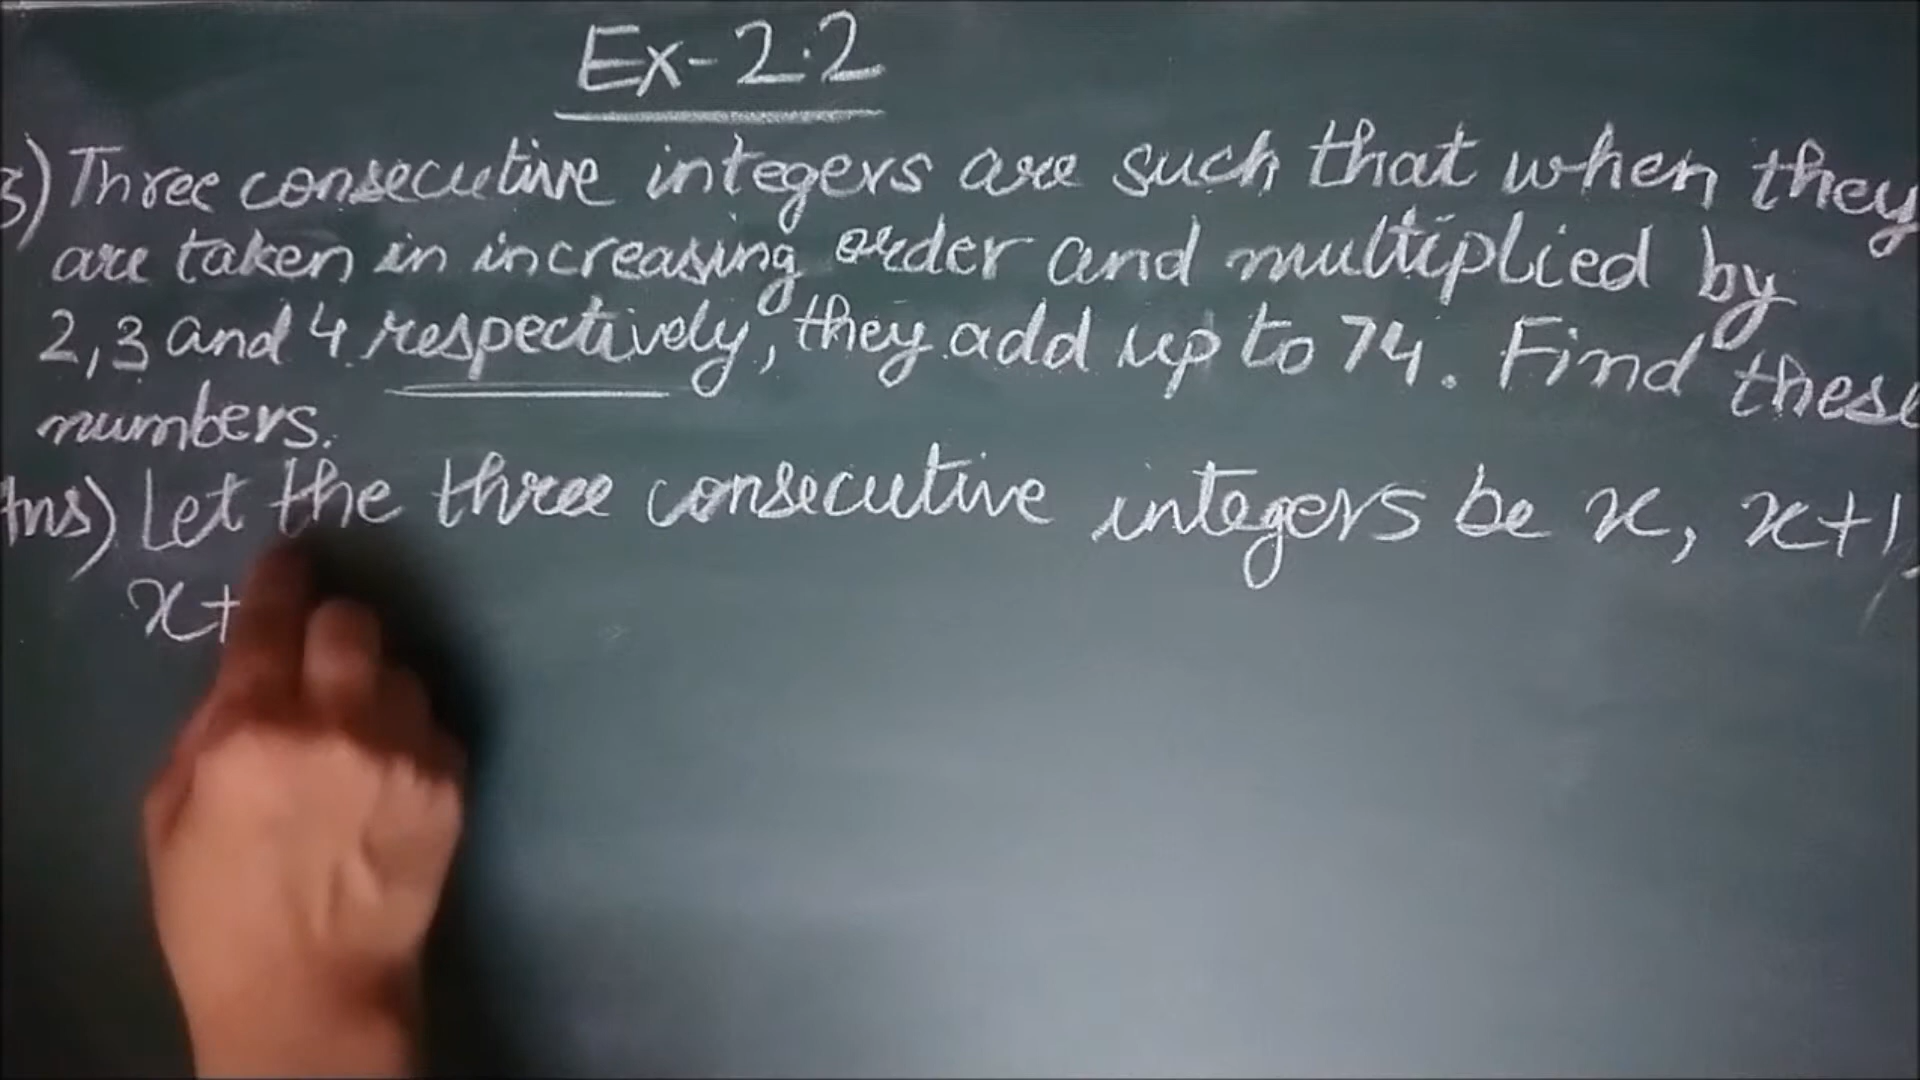 Ex-2.2
3) Three consecutive integers are such that when they
are taken in increasing order and multiplied by
2, 3 and 4 respectively, they add up to 74. Find these
numbers.
Ans) Let the three consecutive integers be x, x+1,
x+